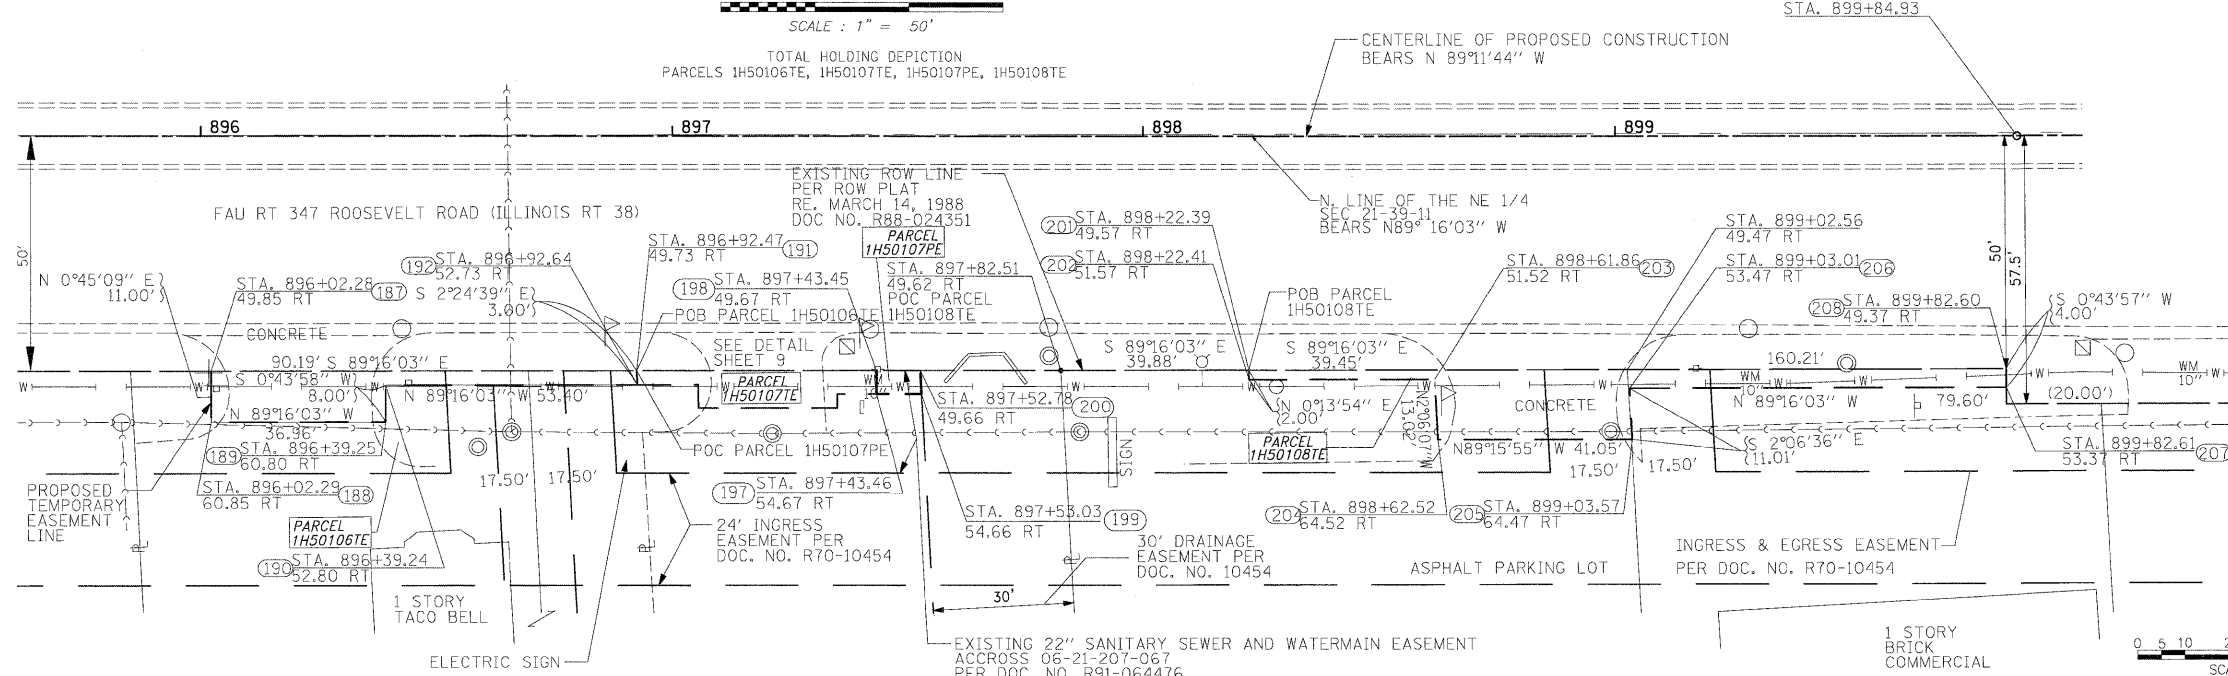 SCALE : 1" = 50'
TOTAL HOLDING DEPICTION
PARCELS 1H50106TE, 1H50107TE, 1H50107PE, 1H50108TE
STA. 899+84.93
CENTERLINE OF PROPOSED CONSTRUCTION
BEARS N 89°11'44" W
896
897
898
899
EXISTING ROW LINE
PER ROW PLAT
RE. MARCH 14, 1988
DOC NO. R88-024351
N. LINE OF THE NE 1/4
SEC 21-39-11
BEARS N89° 16'03" W
FAU RT 347 ROOSEVELT ROAD (ILLINOIS RT 38)
50'
50'
57.5'
PARCEL
1H50107PE
STA. 896+92.47 191
49.73 RT
192 STA. 896+92.64
52.73 RT
S 2°24'39" E
3.00'
N 0°45'09" E
11.00'
STA. 896+02.28 187
49.85 RT
198 STA. 897+43.45
49.67 RT
POB PARCEL 1H50106TE
STA. 897+82.51
49.62 RT
POC PARCEL
1H50108TE
201 STA. 898+22.39
49.57 RT
202 STA. 898+22.41
51.57 RT
POB PARCEL
1H50108TE
STA. 898+61.86 203
51.52 RT
STA. 899+02.56
49.47 RT
STA. 899+03.01 206
53.47 RT
208 STA. 899+82.60
49.37 RT
S 0°43'57" W
4.00'
CONCRETE
90.19' S 89°16'03" E
S 0°43'58" W
8.00'
N 89°16'03" W
36.96'
N 89°16'03" W 53.40'
SEE DETAIL
SHEET 9
PARCEL
1H50107TE
S 89°16'03" E
39.88'
S 89°16'03" E
39.45'
160.21'
WM
10"
WM
10"
N 89°16'03" W 79.60'
(20.00')
CONCRETE
STA. 897+52.78 200
49.66 RT
N 0°13'54" E
2.00'
N2°06'07"W
13.02'
PARCEL
1H50108TE
N89°15'55" W 41.05'
S 2°06'36" E
11.01'
STA. 899+82.61 207
53.37 RT
189 STA. 896+39.25
60.80 RT
STA. 896+02.29 188
60.85 RT
POC PARCEL 1H50107PE
17.50' 17.50'
17.50' 17.50'
SIGN
197 STA. 897+43.46
54.67 RT
STA. 897+53.03 199
54.66 RT
204 STA. 898+62.52
64.52 RT
205 STA. 899+03.57
64.47 RT
PROPOSED
TEMPORARY
EASEMENT
LINE
PARCEL
1H50106TE
190 STA. 896+39.24
52.80 RT
24' INGRESS
EASEMENT PER
DOC. NO. R70-10454
30' DRAINAGE
EASEMENT PER
DOC. NO. 10454
ASPHALT PARKING LOT
INGRESS & EGRESS EASEMENT
PER DOC. NO. R70-10454
1 STORY
TACO BELL
30'
ELECTRIC SIGN
EXISTING 22" SANITARY SEWER AND WATERMAIN EASEMENT
ACCROSS 06-21-207-067
PER DOC. NO. R91-064476
1 STORY
BRICK
COMMERCIAL
0 5 10